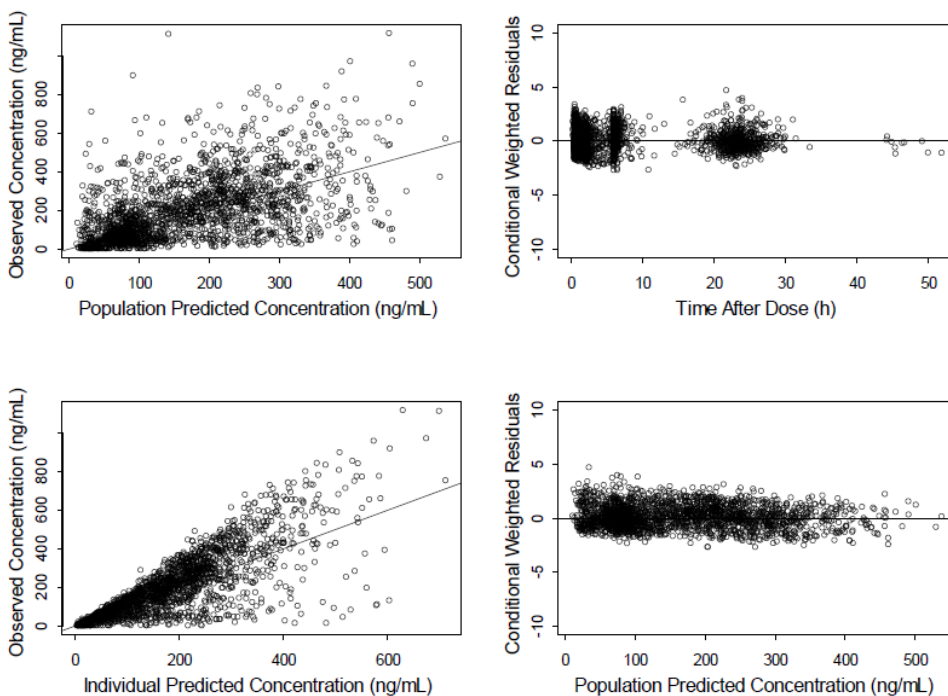 Observed Concentration (ng/mL)
0 200 400 600 800
0 100 200 300 400 500
Population Predicted Concentration (ng/mL)
Conditional Weighted Residuals
-10 -5 0 5 10
0 10 20 30 40 50
Time After Dose (h)
Observed Concentration (ng/mL)
0 200 400 600 800
0 200 400 600
Individual Predicted Concentration (ng/mL)
Conditional Weighted Residuals
-10 -5 0 5 10
0 100 200 300 400 500
Population Predicted Concentration (ng/mL)